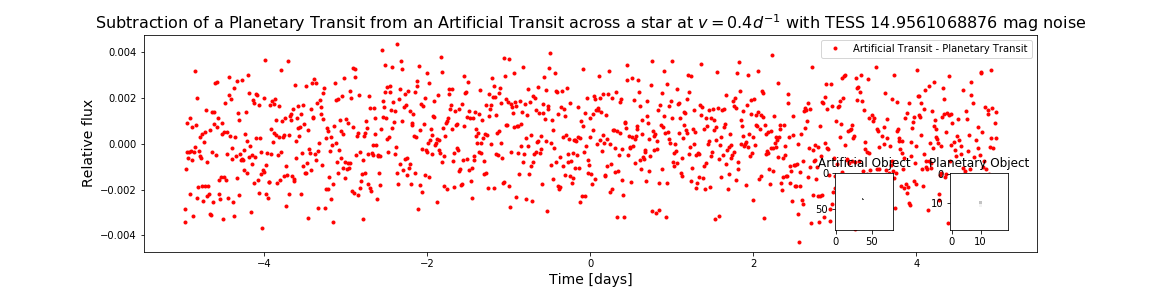 Subtraction of a Planetary Transit from an Artificial Transit across a star at v = 0.4d⁻¹ with TESS 14.9561068876 mag noise
Artificial Transit - Planetary Transit
Relative flux
0.004
0.002
0.000
−0.002
−0.004
Artificial Object
0
50
0 50
Planetary Object
0
10
0 10
−4 −2 0 2 4
Time [days]